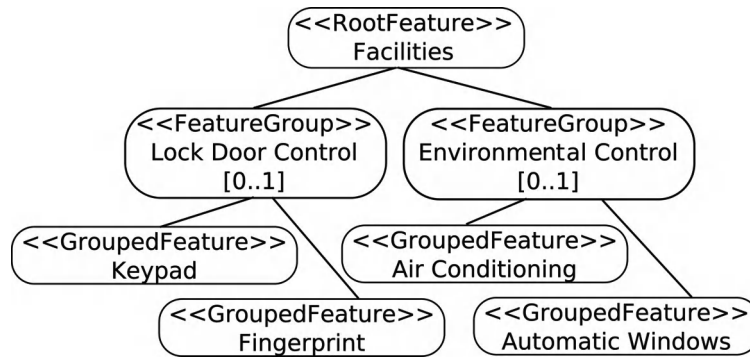 <<RootFeature>>
Facilities
<<FeatureGroup>>
Lock Door Control
[0..1]
<<FeatureGroup>>
Environmental Control
[0..1]
<<GroupedFeature>>
Keypad
<<GroupedFeature>>
Air Conditioning
<<GroupedFeature>>
Fingerprint
<<GroupedFeature>>
Automatic Windows